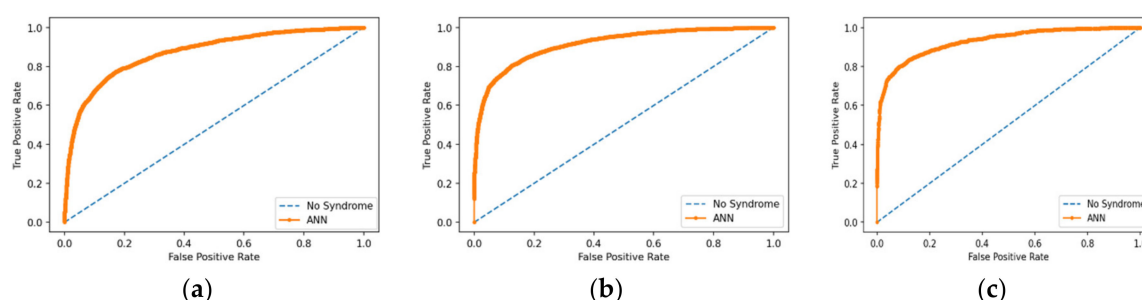 1.0
0.8
0.6
0.4
0.2
0.0
True Positive Rate
0.0 0.2 0.4 0.6 0.8 1.0
False Positive Rate
No Syndrome
ANN
(a)
1.0
0.8
0.6
0.4
0.2
0.0
True Positive Rate
0.0 0.2 0.4 0.6 0.8 1.0
False Positive Rate
No Syndrome
ANN
(b)
1.0
0.8
0.6
0.4
0.2
0.0
True Positive Rate
0.0 0.2 0.4 0.6 0.8 1.
False Positive Rate
No Syndrome
ANN
(c)